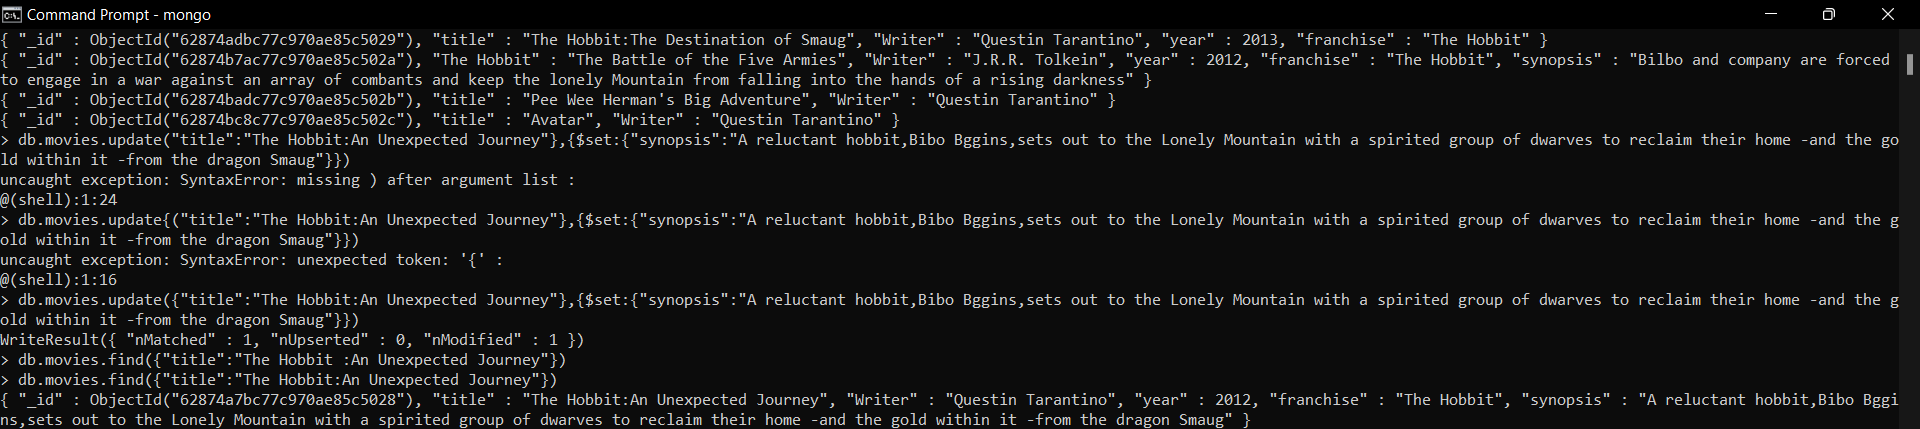 Command Prompt - mongo
{ "_id" : ObjectId("62874adbc77c970ae85c5029"), "title" : "The Hobbit:The Destination of Smaug", "Writer" : "Questin Tarantino", "year" : 2013, "franchise" : "The Hobbit" }
{ "_id" : ObjectId("62874b7ac77c970ae85c502a"), "The Hobbit" : "The Battle of the Five Armies", "Writer" : "J.R.R. Tolkein", "year" : 2012, "franchise" : "The Hobbit", "synopsis" : "Bilbo and company are forced
to engage in a war against an array of combants and keep the lonely Mountain from falling into the hands of a rising darkness" }
{ "_id" : ObjectId("62874badc77c970ae85c502b"), "title" : "Pee Wee Herman's Big Adventure", "Writer" : "Questin Tarantino" }
{ "_id" : ObjectId("62874bc8c77c970ae85c502c"), "title" : "Avatar", "Writer" : "Questin Tarantino" }
> db.movies.update("title":"The Hobbit:An Unexpected Journey"},{$set:{"synopsis":"A reluctant hobbit,Bibo Bggins,sets out to the Lonely Mountain with a spirited group of dwarves to reclaim their home -and the go
ld within it -from the dragon Smaug"}})
uncaught exception: SyntaxError: missing ) after argument list :
@(shell):1:24
> db.movies.update{("title":"The Hobbit:An Unexpected Journey"},{$set:{"synopsis":"A reluctant hobbit,Bibo Bggins,sets out to the Lonely Mountain with a spirited group of dwarves to reclaim their home -and the g
old within it -from the dragon Smaug"}})
uncaught exception: SyntaxError: unexpected token: '{' :
@(shell):1:16
> db.movies.update({"title":"The Hobbit:An Unexpected Journey"},{$set:{"synopsis":"A reluctant hobbit,Bibo Bggins,sets out to the Lonely Mountain with a spirited group of dwarves to reclaim their home -and the g
old within it -from the dragon Smaug"}})
WriteResult({ "nMatched" : 1, "nUpserted" : 0, "nModified" : 1 })
> db.movies.find({"title":"The Hobbit :An Unexpected Journey"})
> db.movies.find({"title":"The Hobbit:An Unexpected Journey"})
{ "_id" : ObjectId("62874a7bc77c970ae85c5028"), "title" : "The Hobbit:An Unexpected Journey", "Writer" : "Questin Tarantino", "year" : 2012, "franchise" : "The Hobbit", "synopsis" : "A reluctant hobbit,Bibo Bggi
ns,sets out to the Lonely Mountain with a spirited group of dwarves to reclaim their home -and the gold within it -from the dragon Smaug" }